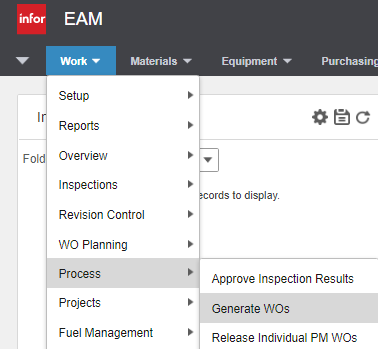 infor EAM
Work Materials Equipment Purchasing
Setup
Reports
Fold
Overview
Inspections
ecords to display.
Revision Control
WO Planning
Process
Approve Inspection Results
Generate WOs
Projects
Fuel Management
Release Individual PM WOs